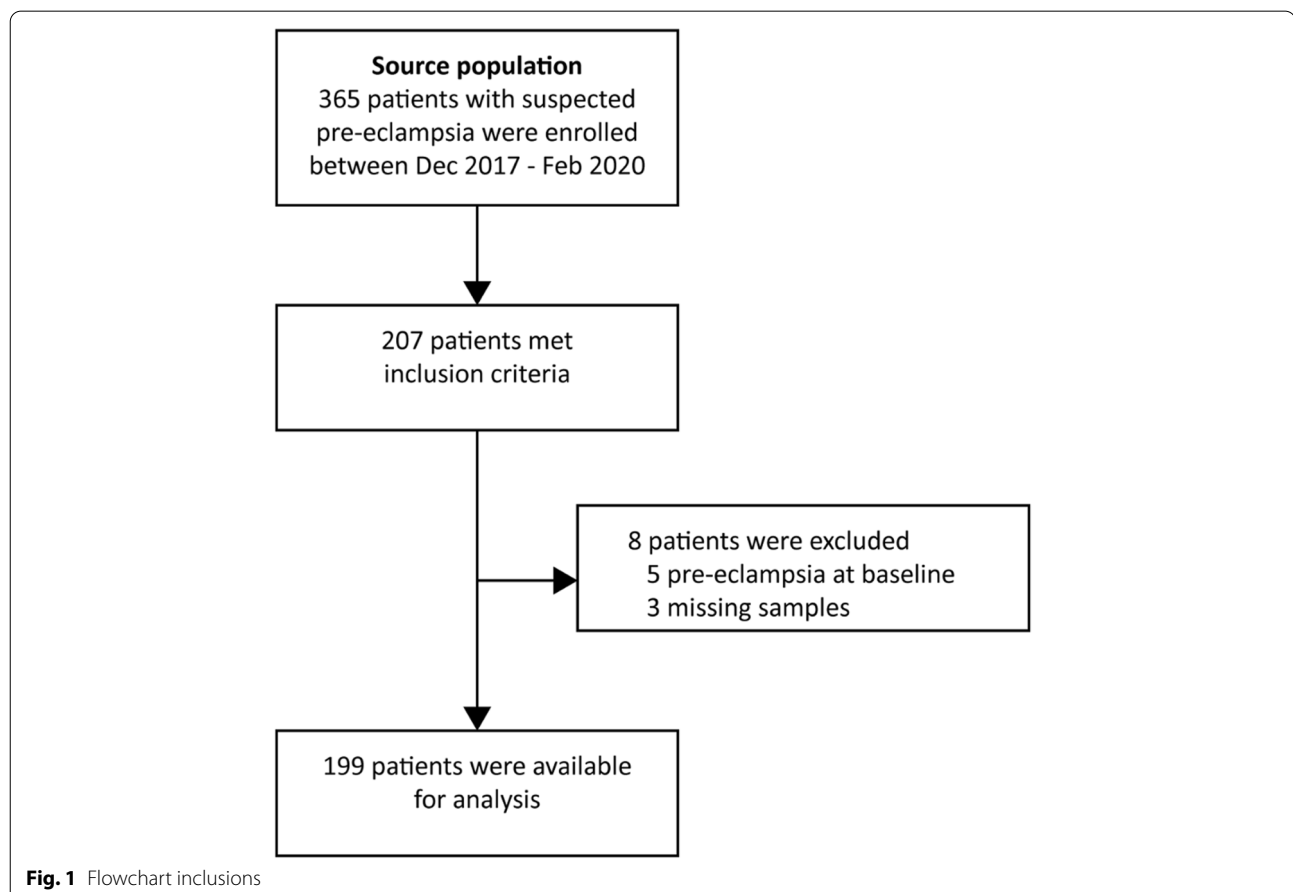 Source population
365 patients with suspected
pre-eclampsia were enrolled
between Dec 2017 - Feb 2020
207 patients met
inclusion criteria
8 patients were excluded
5 pre-eclampsia at baseline
3 missing samples
199 patients were available
for analysis
Fig. 1 Flowchart inclusions